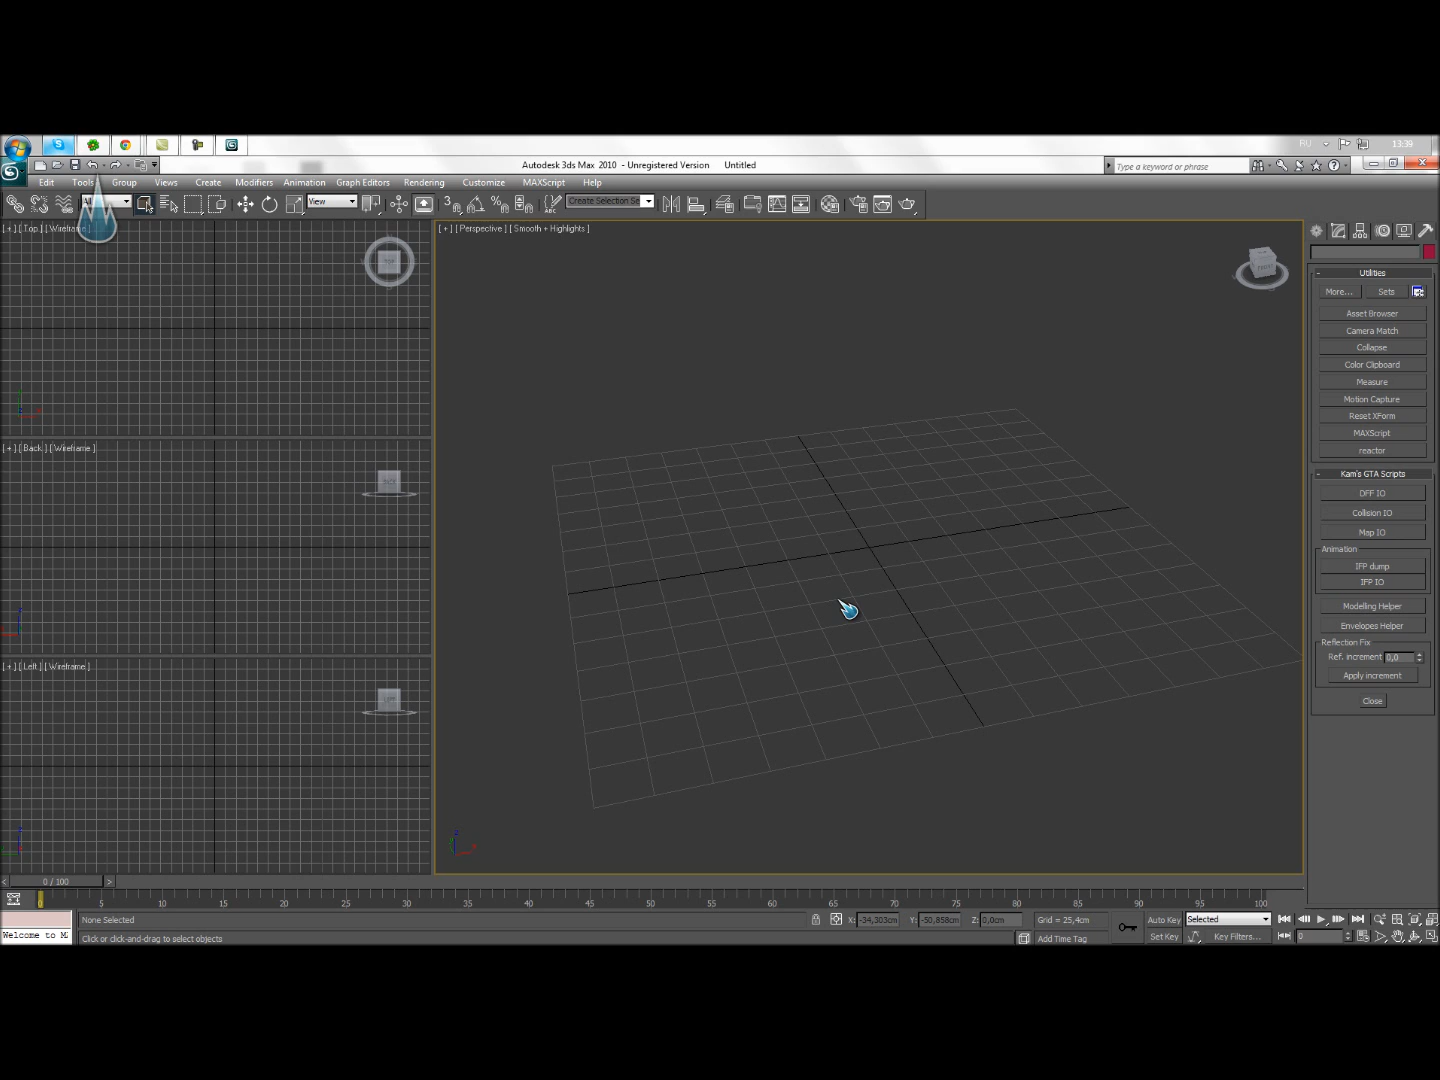 RU 13:39
Autodesk 3ds Max 2010 - Unregistered Version Untitled
Type a keyword or phrase
Edit Tools Group Views Create Modifiers Animation Graph Editors Rendering Customize MAXScript Help
View
Create Selection Se
[ + ] [ Top ] [ Wireframe ]
TOP
[ + ] [ Perspective ] [ Smooth + Highlights ]
[ + ] [ Back ] [ Wireframe ]
BACK
[ + ] [ Left ] [ Wireframe ]
LEFT
- Utilities
More... Sets
Asset Browser
Camera Match
Collapse
Color Clipboard
Measure
Motion Capture
Reset XForm
MAXScript
reactor
- Kam's GTA Scripts
DFF IO
Collision IO
Map IO
Animation
IFP dump
IFP IO
Modelling Helper
Envelopes Helper
Reflection Fix
Ref. increment 0,0
Apply increment
Close
< 0 / 100 >
0 5 10 15 20 25 30 35 40 45 50 55 60 65 70 75 80 85 90 95 100
None Selected X: -34,303cm Y: -50,858cm Z: 0,0cm Grid = 25,4cm Auto Key Selected
Welcome to M Click or click-and-drag to select objects Add Time Tag Set Key Key Filters... 0